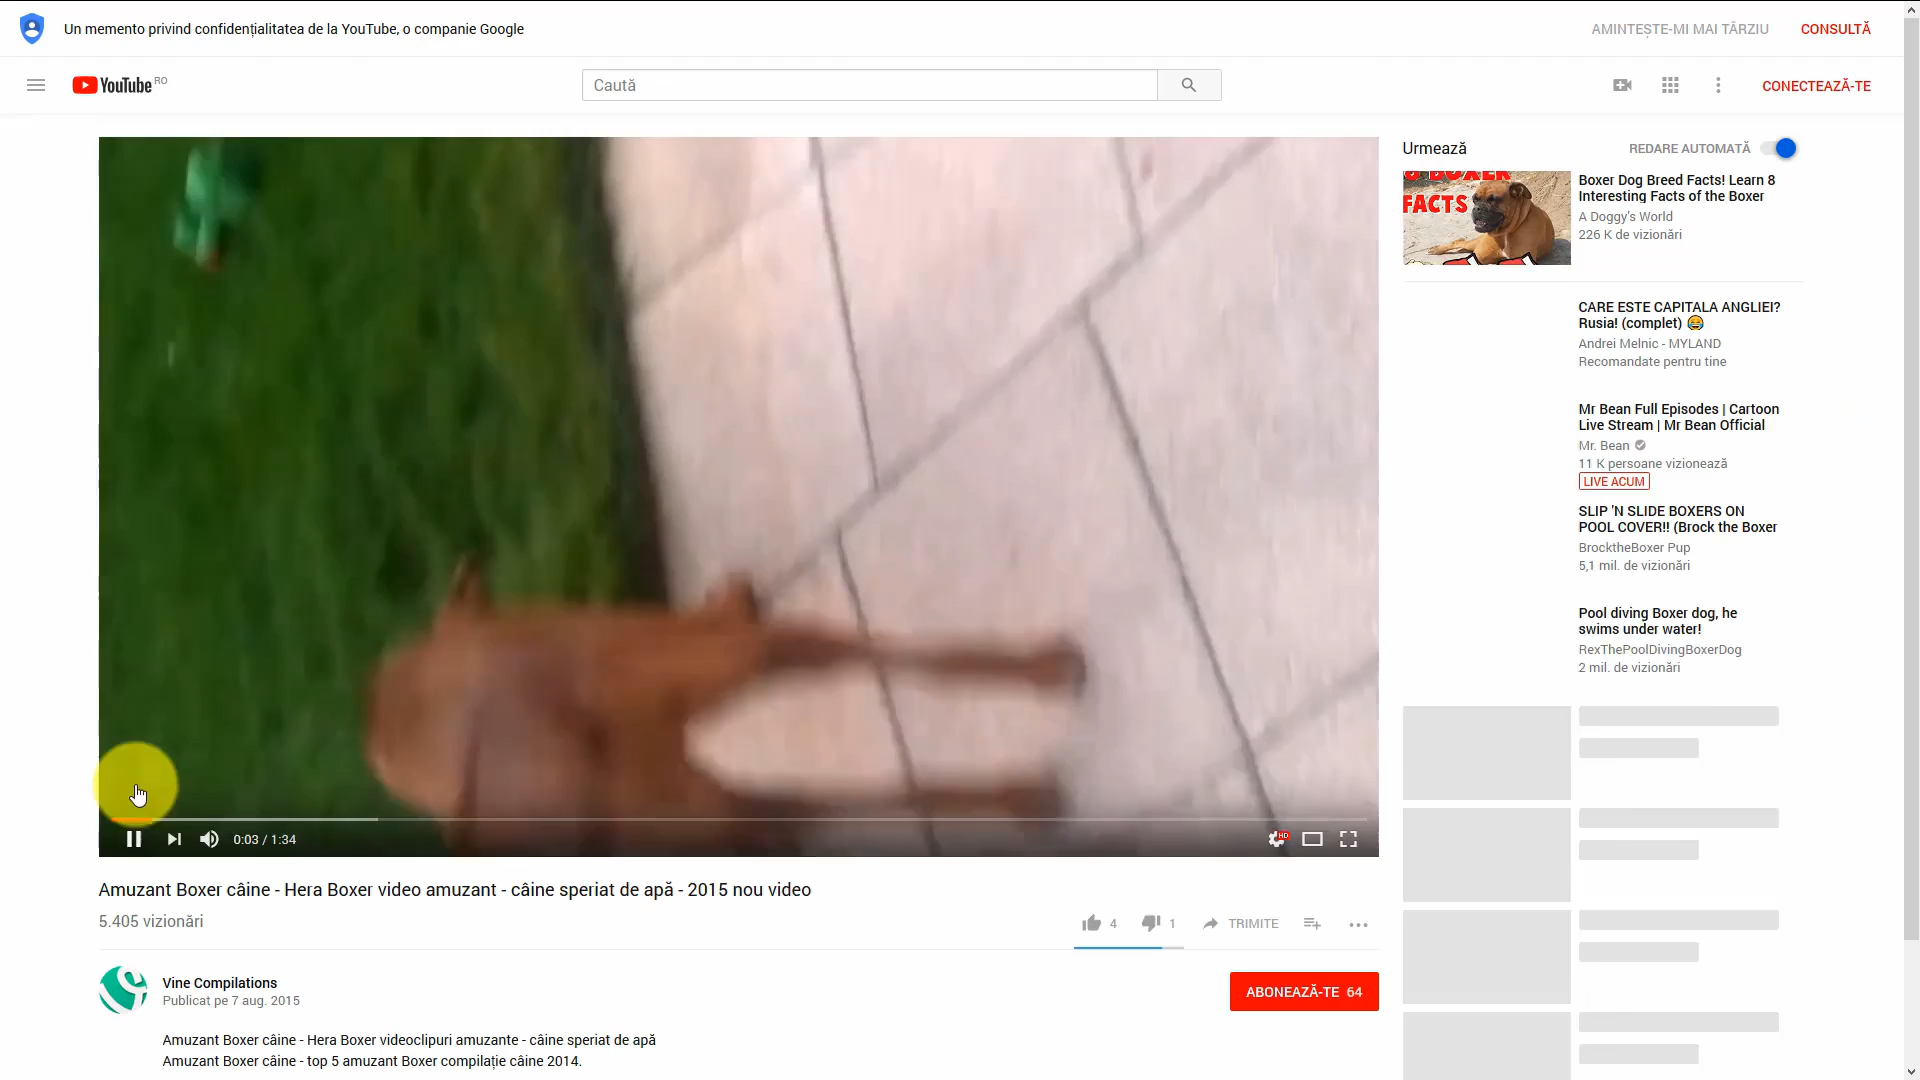 Un memento privind confidențialitatea de la YouTube, o companie Google
AMINTEȘTE-MI MAI TÂRZIU
CONSULTĂ
YouTube RO
Caută
CONECTEAZĂ-TE
Urmează
REDARE AUTOMATĂ
8 BOXER
FACTS
Boxer Dog Breed Facts! Learn 8
Interesting Facts of the Boxer
A Doggy's World
226 K de vizionări
CARE ESTE CAPITALA ANGLIEI?
Rusia! (complet) 😂
Andrei Melnic - MYLAND
Recomandate pentru tine
Mr Bean Full Episodes | Cartoon
Live Stream | Mr Bean Official
Mr. Bean
11 K persoane vizionează
LIVE ACUM
SLIP 'N SLIDE BOXERS ON
POOL COVER!! (Brock the Boxer
BrocktheBoxer Pup
5,1 mil. de vizionări
Pool diving Boxer dog, he
swims under water!
RexThePoolDivingBoxerDog
2 mil. de vizionări
0:03 / 1:34
HD
Amuzant Boxer câine - Hera Boxer video amuzant - câine speriat de apă - 2015 nou video
5.405 vizionări
4
1
TRIMITE
Vine Compilations
Publicat pe 7 aug. 2015
ABONEAZĂ-TE 64
Amuzant Boxer câine - Hera Boxer videoclipuri amuzante - câine speriat de apă
Amuzant Boxer câine - top 5 amuzant Boxer compilație câine 2014.